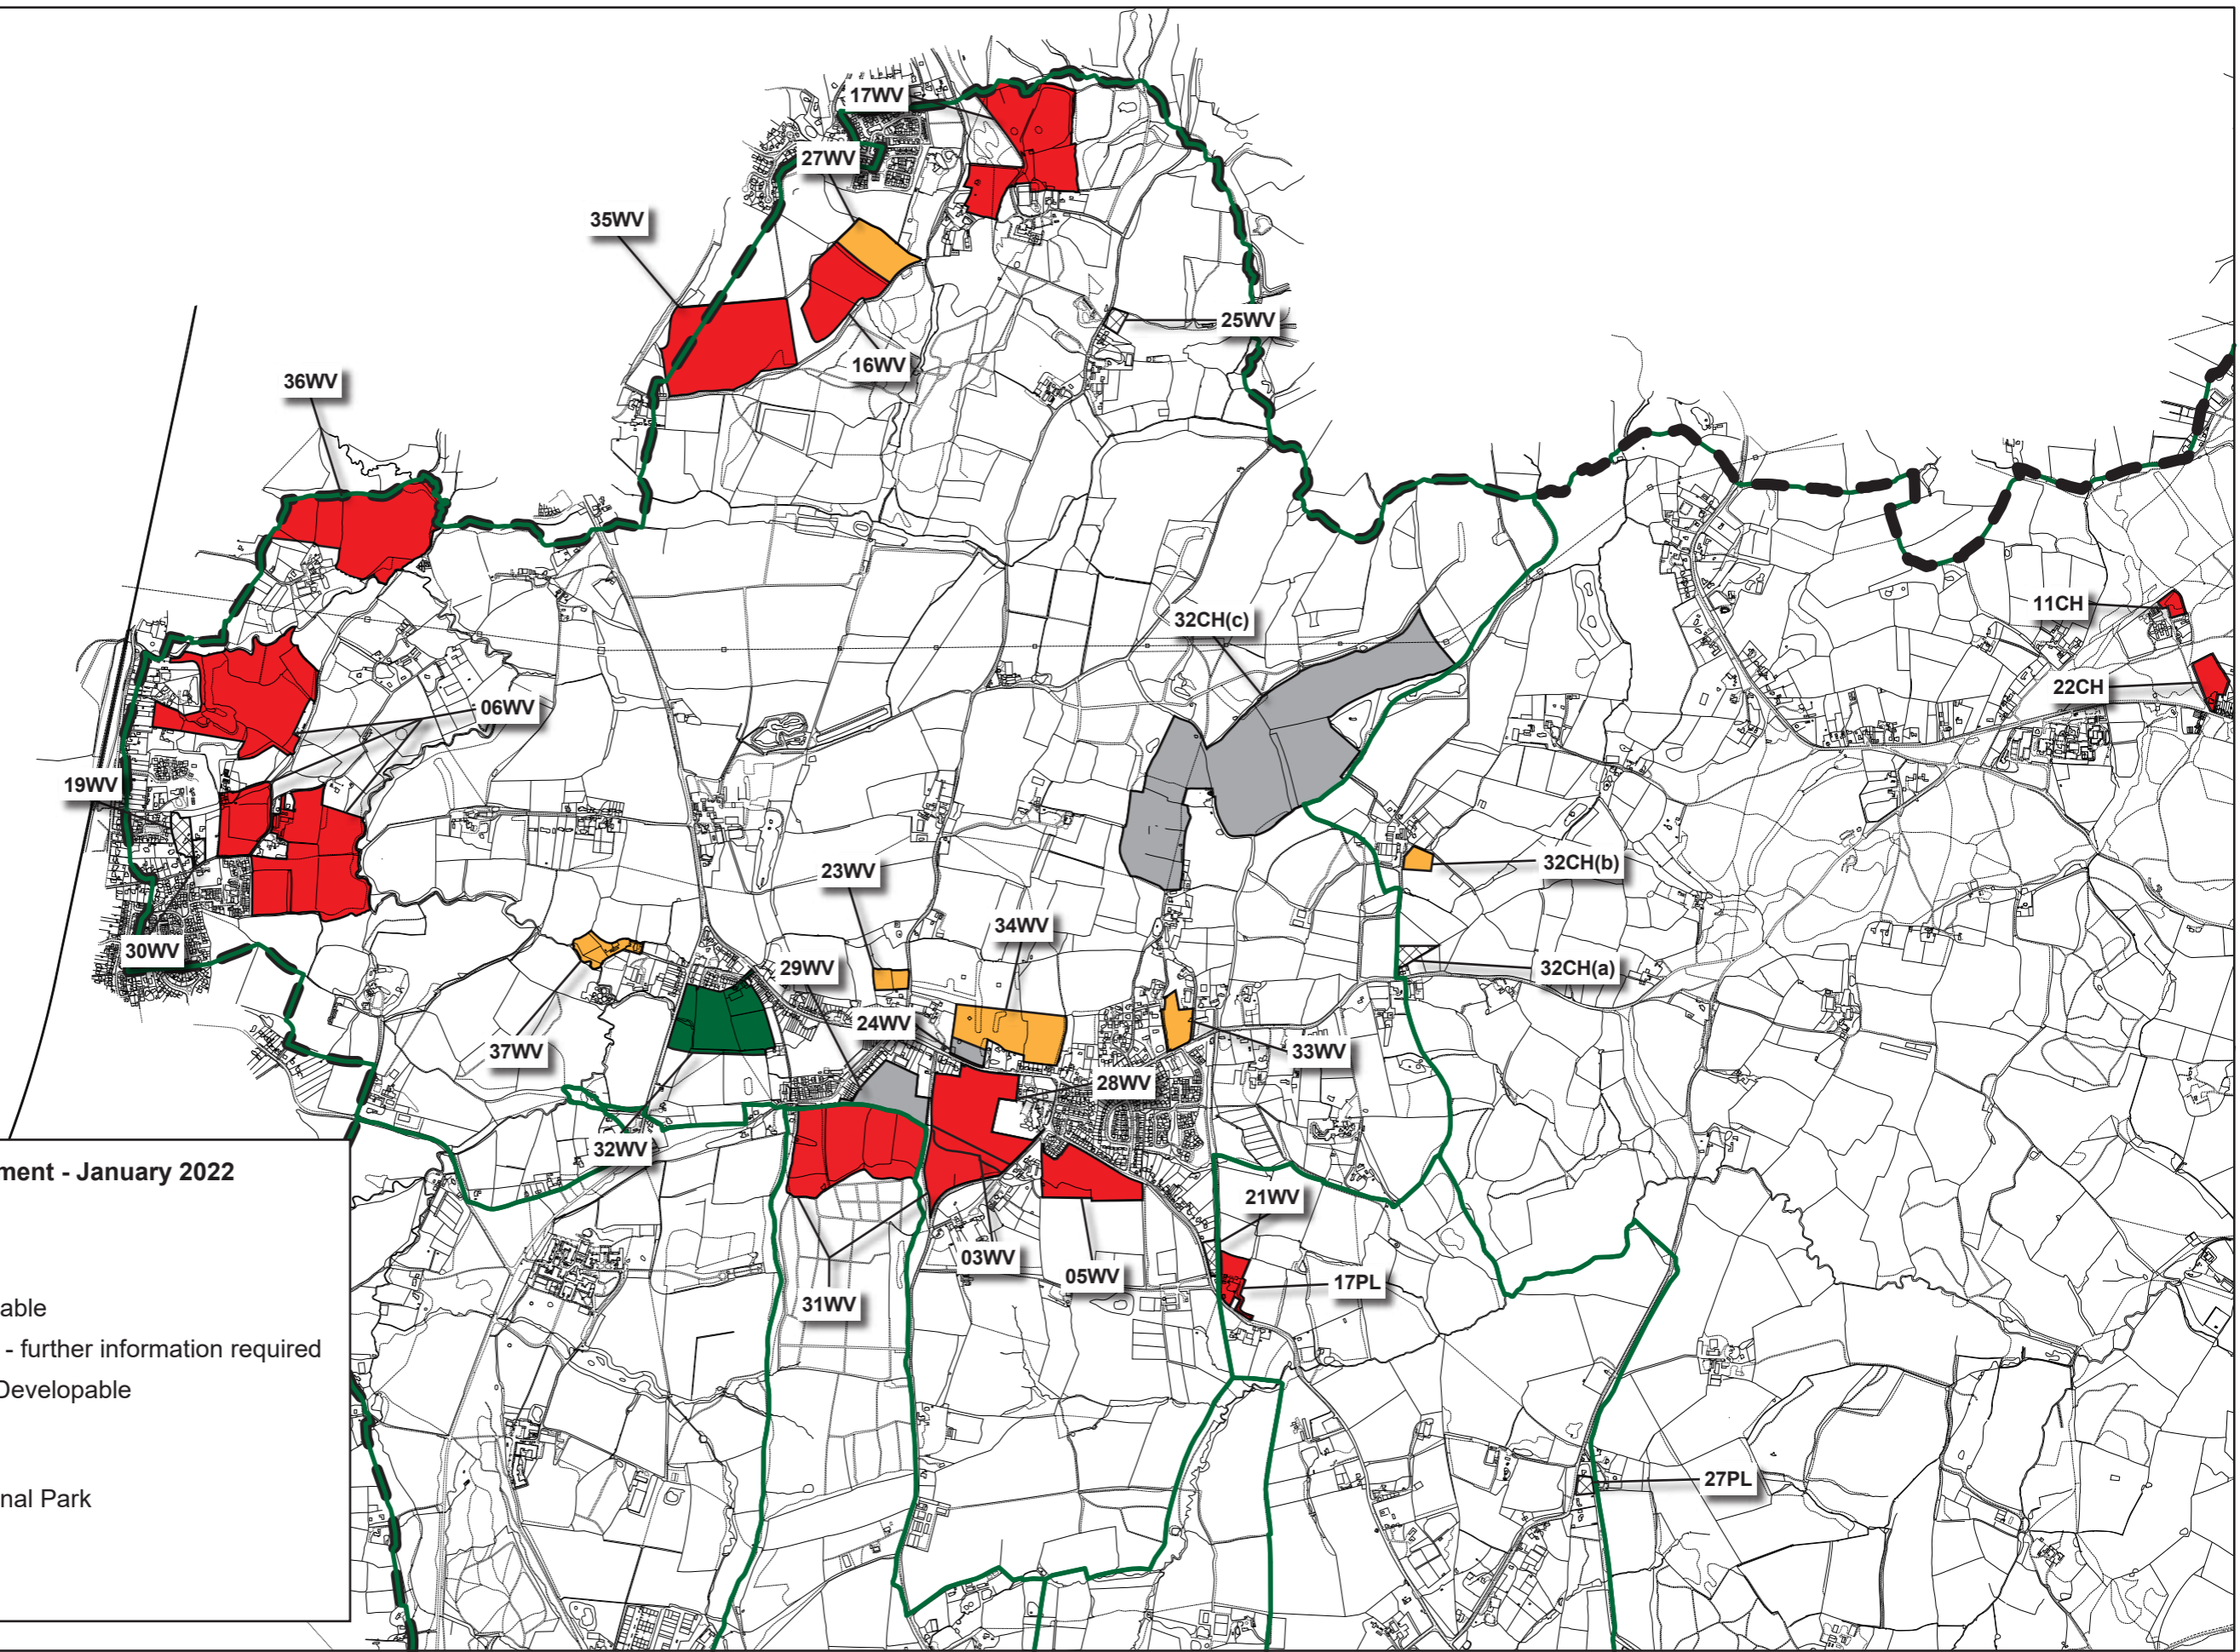 17WV
27WV
35WV
25WV
16WV
36WV
11CH
32CH(c)
22CH
06WV
19WV
32CH(b)
23WV
34WV
30WV
29WV
32CH(a)
24WV
37WV
33WV
28WV
32WV
21WV
03WV
05WV
17PL
31WV
27PL
ment - January 2022
able
- further information required
Developable
nal Park